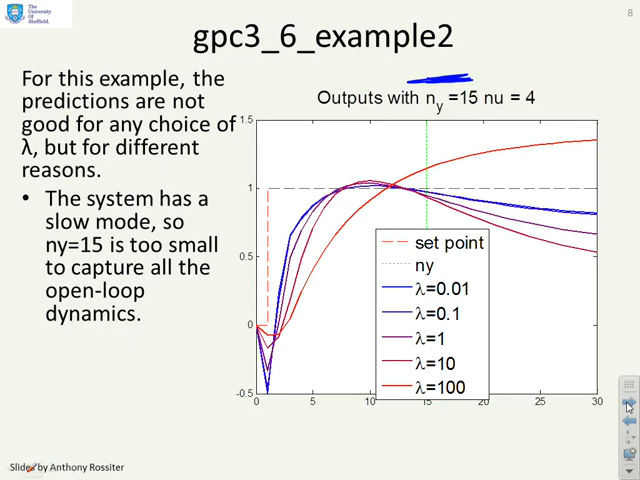 The
University
Of
Sheffield.
8
gpc3_6_example2
For this example, the
predictions are not
good for any choice of
λ, but for different
reasons.
• The system has a
slow mode, so
ny=15 is too small
to capture all the
open-loop
dynamics.
Outputs with ny =15 nu = 4
1.5
1
0.5
0
-0.5
0 5 10 15 20 25 30
set point
ny
λ=0.01
λ=0.1
λ=1
λ=10
λ=100
Slides by Anthony Rossiter